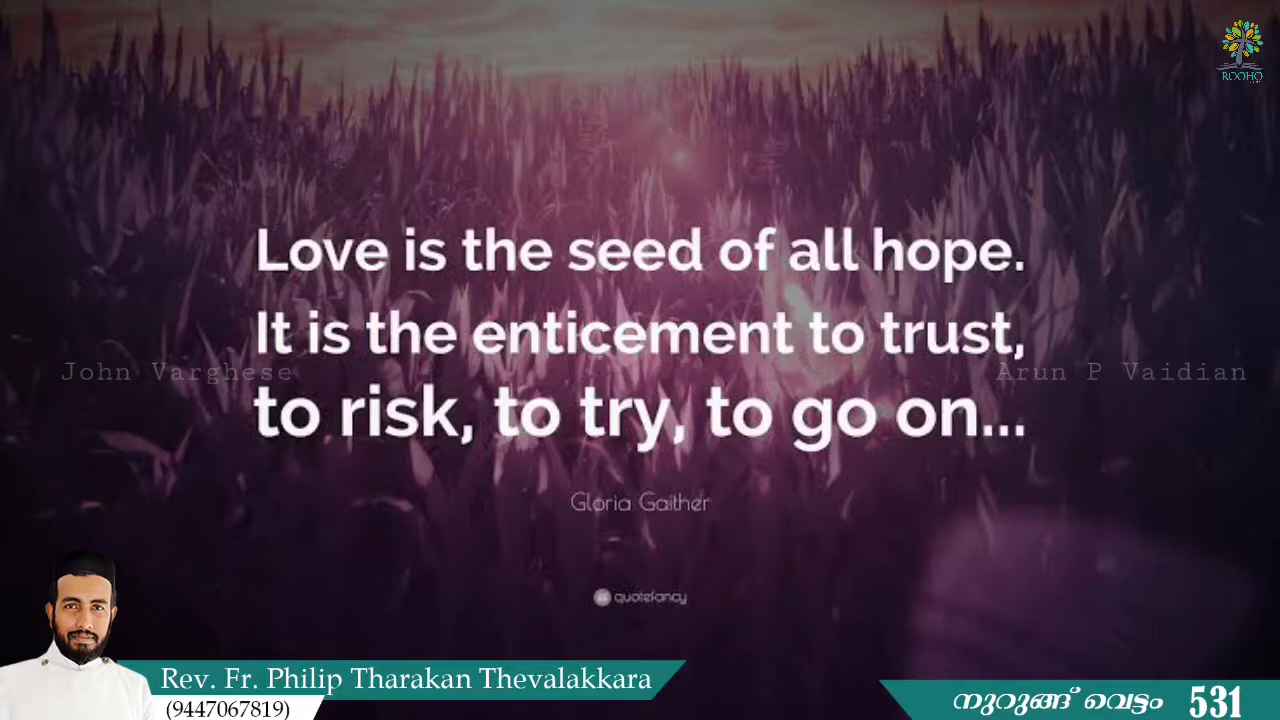 ROOHO
Love is the seed of all hope.
It is the enticement to trust,
John Varghese
Arun P Vaidian
to risk, to try, to go on...
Gloria Gaither
quotefancy
Rev. Fr. Philip Tharakan Thevalakkara
(9447067819)
നുറുങ്ങ് വെട്ടം 531